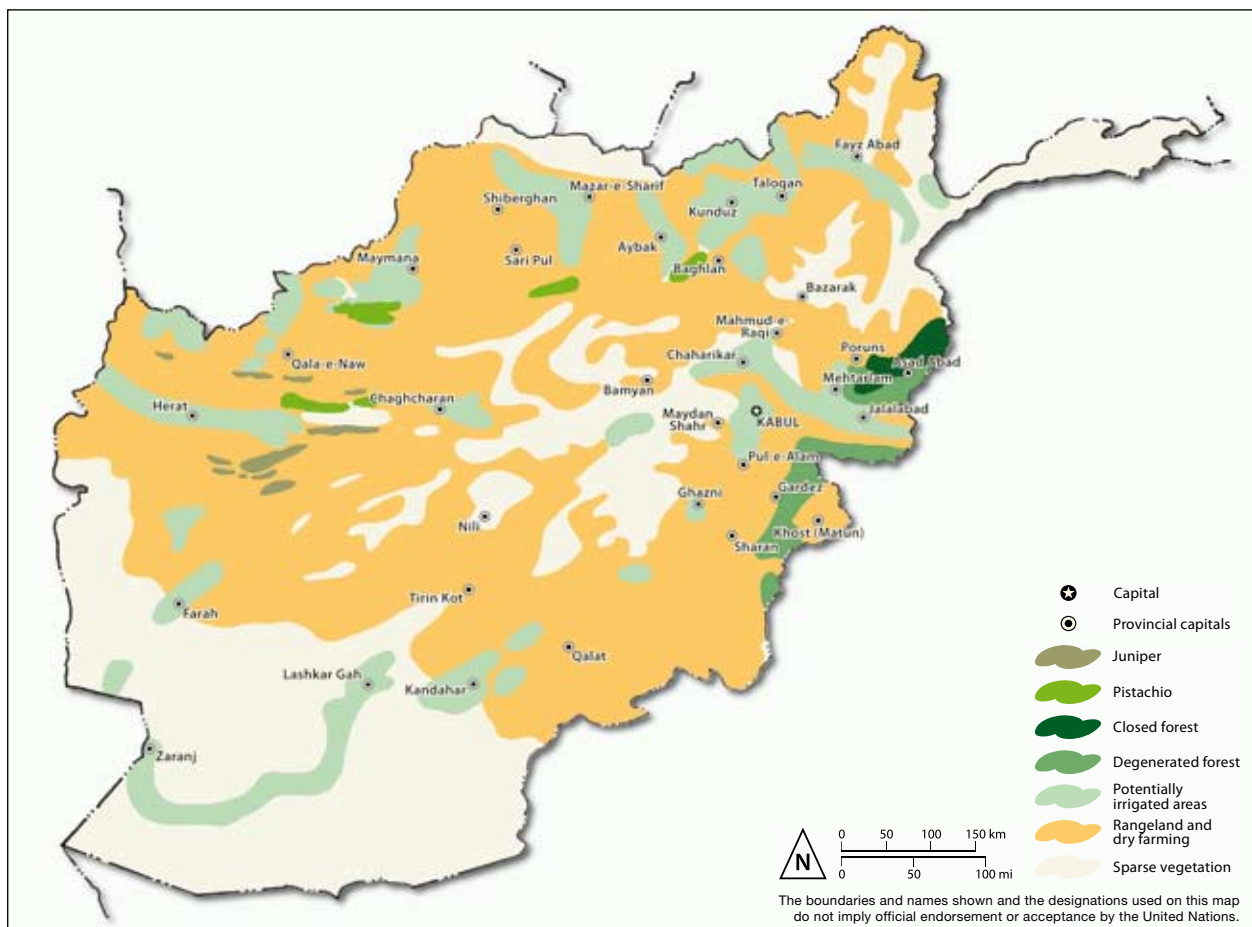 Fayz Abad
Mazar-e-Sharif
Taloqan
Shiberghan
Kunduz
Aybak
Sari Pul
Maymana
Baghlan
Bazarak
Mahmud-e-
Raqi
Poruns
Chaharikar
Asad Abad
Qala-e-Naw
Mehtarlam
Bamyan
Chaghcharan
Herat
Maydan
Shahr
KABUL
Jalalabad
Pul-e-Alam
Gardez
Ghazni
Nili
Khost (Matun)
Sharan
Tirin Kot
Farah
Qalat
Lashkar Gah
Kandahar
Zaranj
Capital
Provincial capitals
Juniper
Pistachio
Closed forest
Degenerated forest
Potentially
irrigated areas
Rangeland and
dry farming
Sparse vegetation
N
0 50 100 150 km
0 50 100 mi
The boundaries and names shown and the designations used on this map
do not imply official endorsement or acceptance by the United Nations.